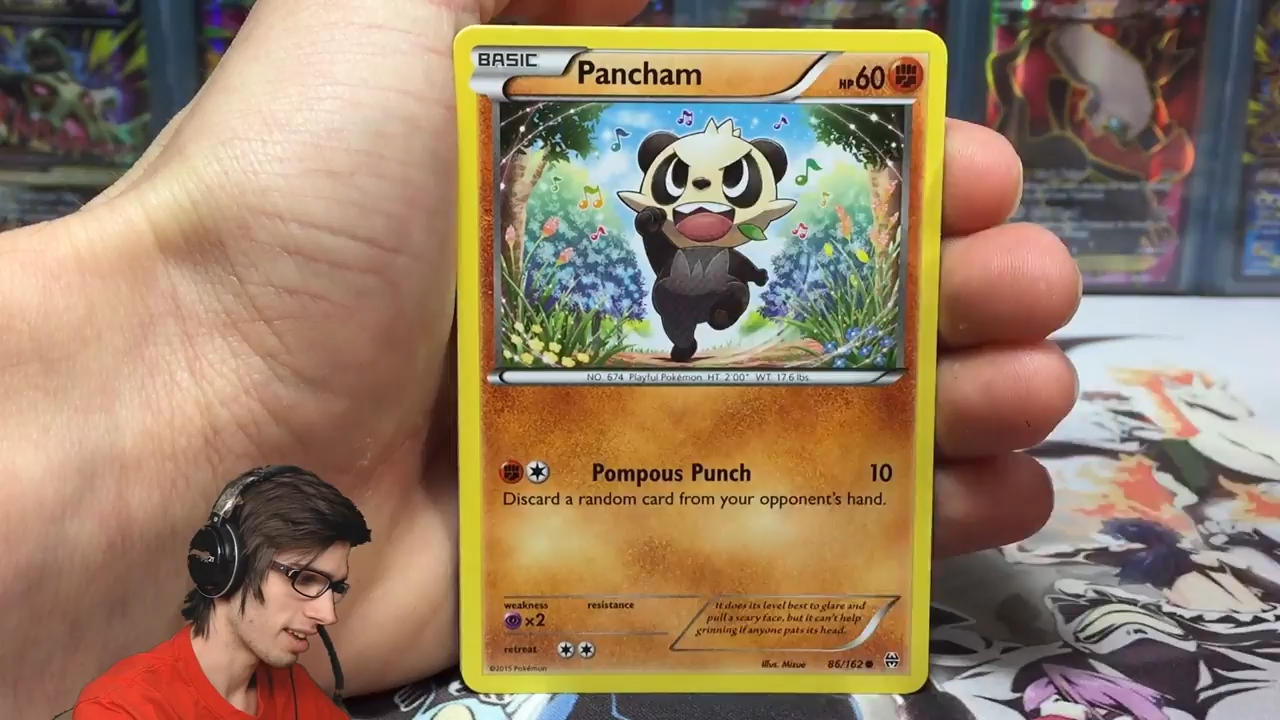 BASIC Pancham HP60
NO. 674 Playful Pokémon HT. 2'00" WT. 17.6 lbs.
Pompous Punch 10
Discard a random card from your opponent's hand.
weakness resistance
×2
It does its level best to glare and
pull a scary face, but it can't help
grinning if anyone pats its head.
retreat
©2015 Pokémon Illus. Mizue 86/162